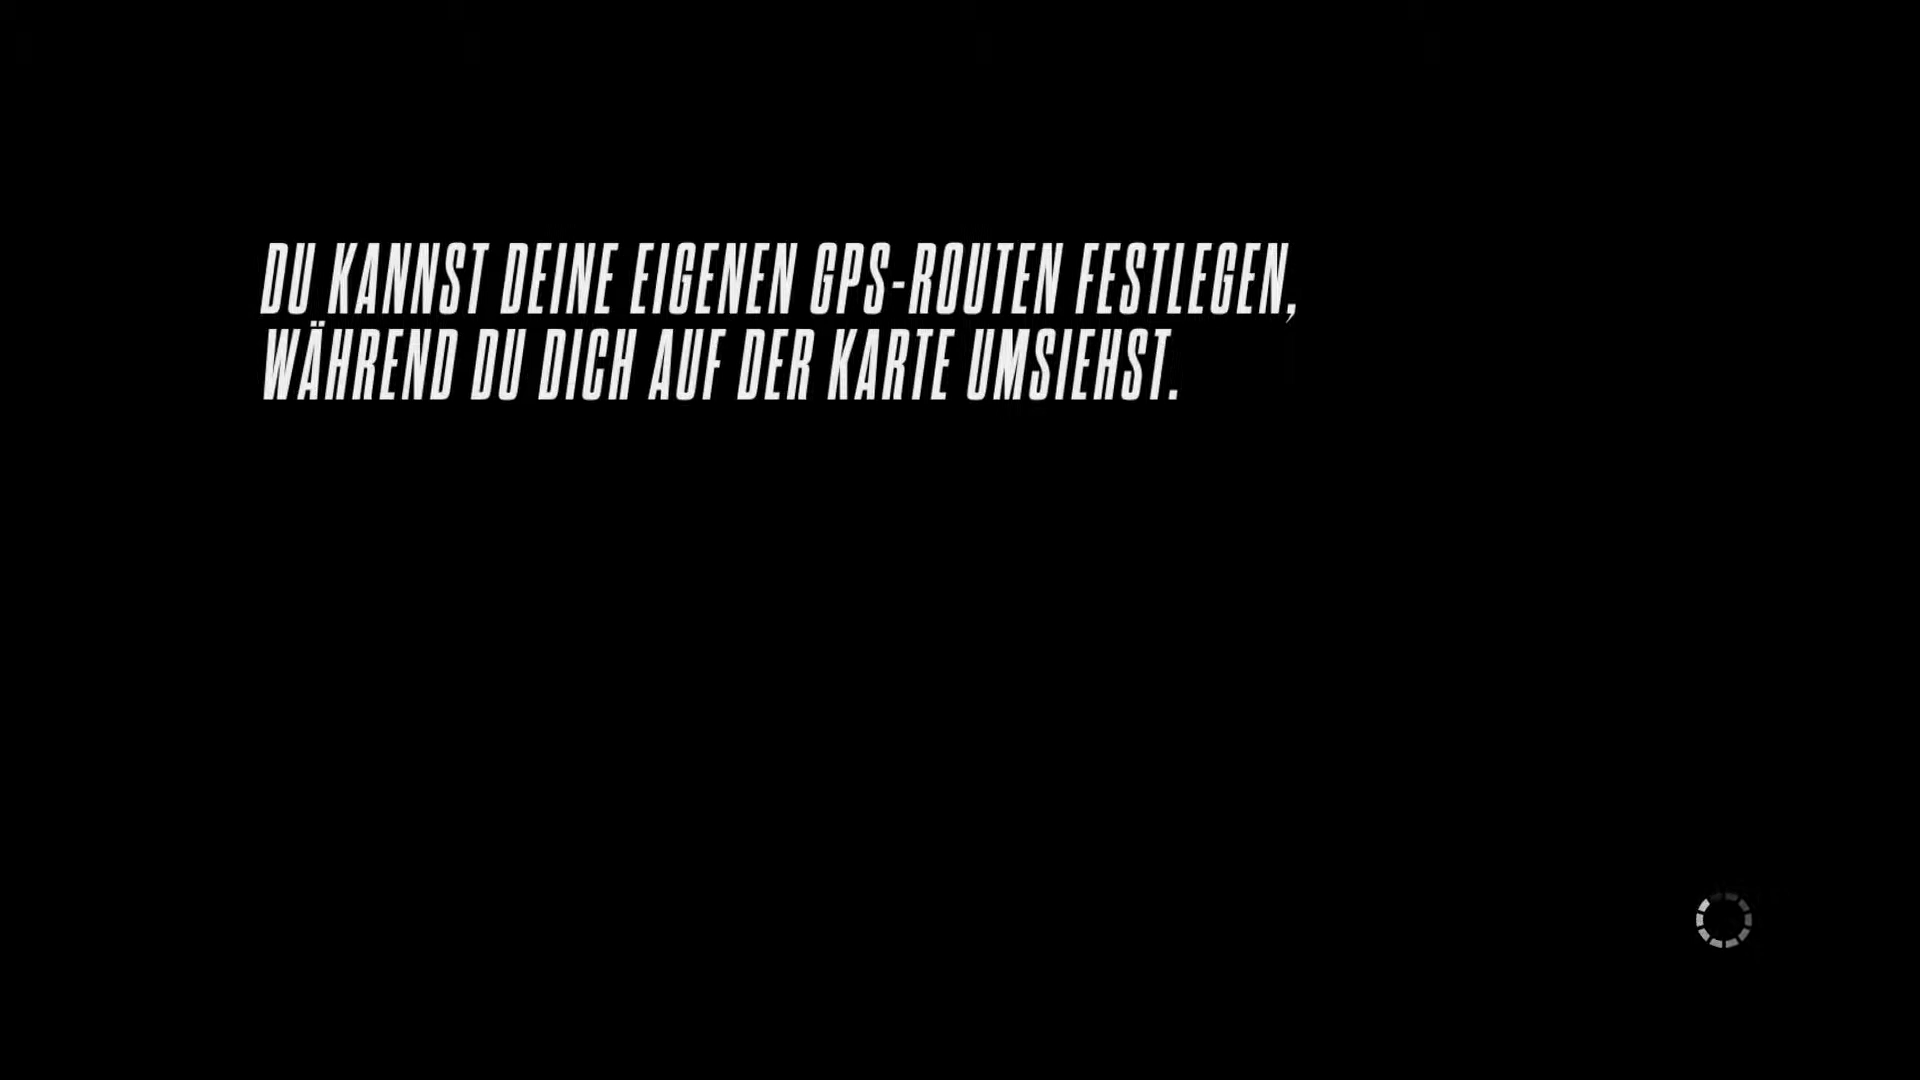 DU KANNST DEINE EIGENEN GPS-ROUTEN FESTLEGEN,
WÄHREND DU DICH AUF DER KARTE UMSIEHST.